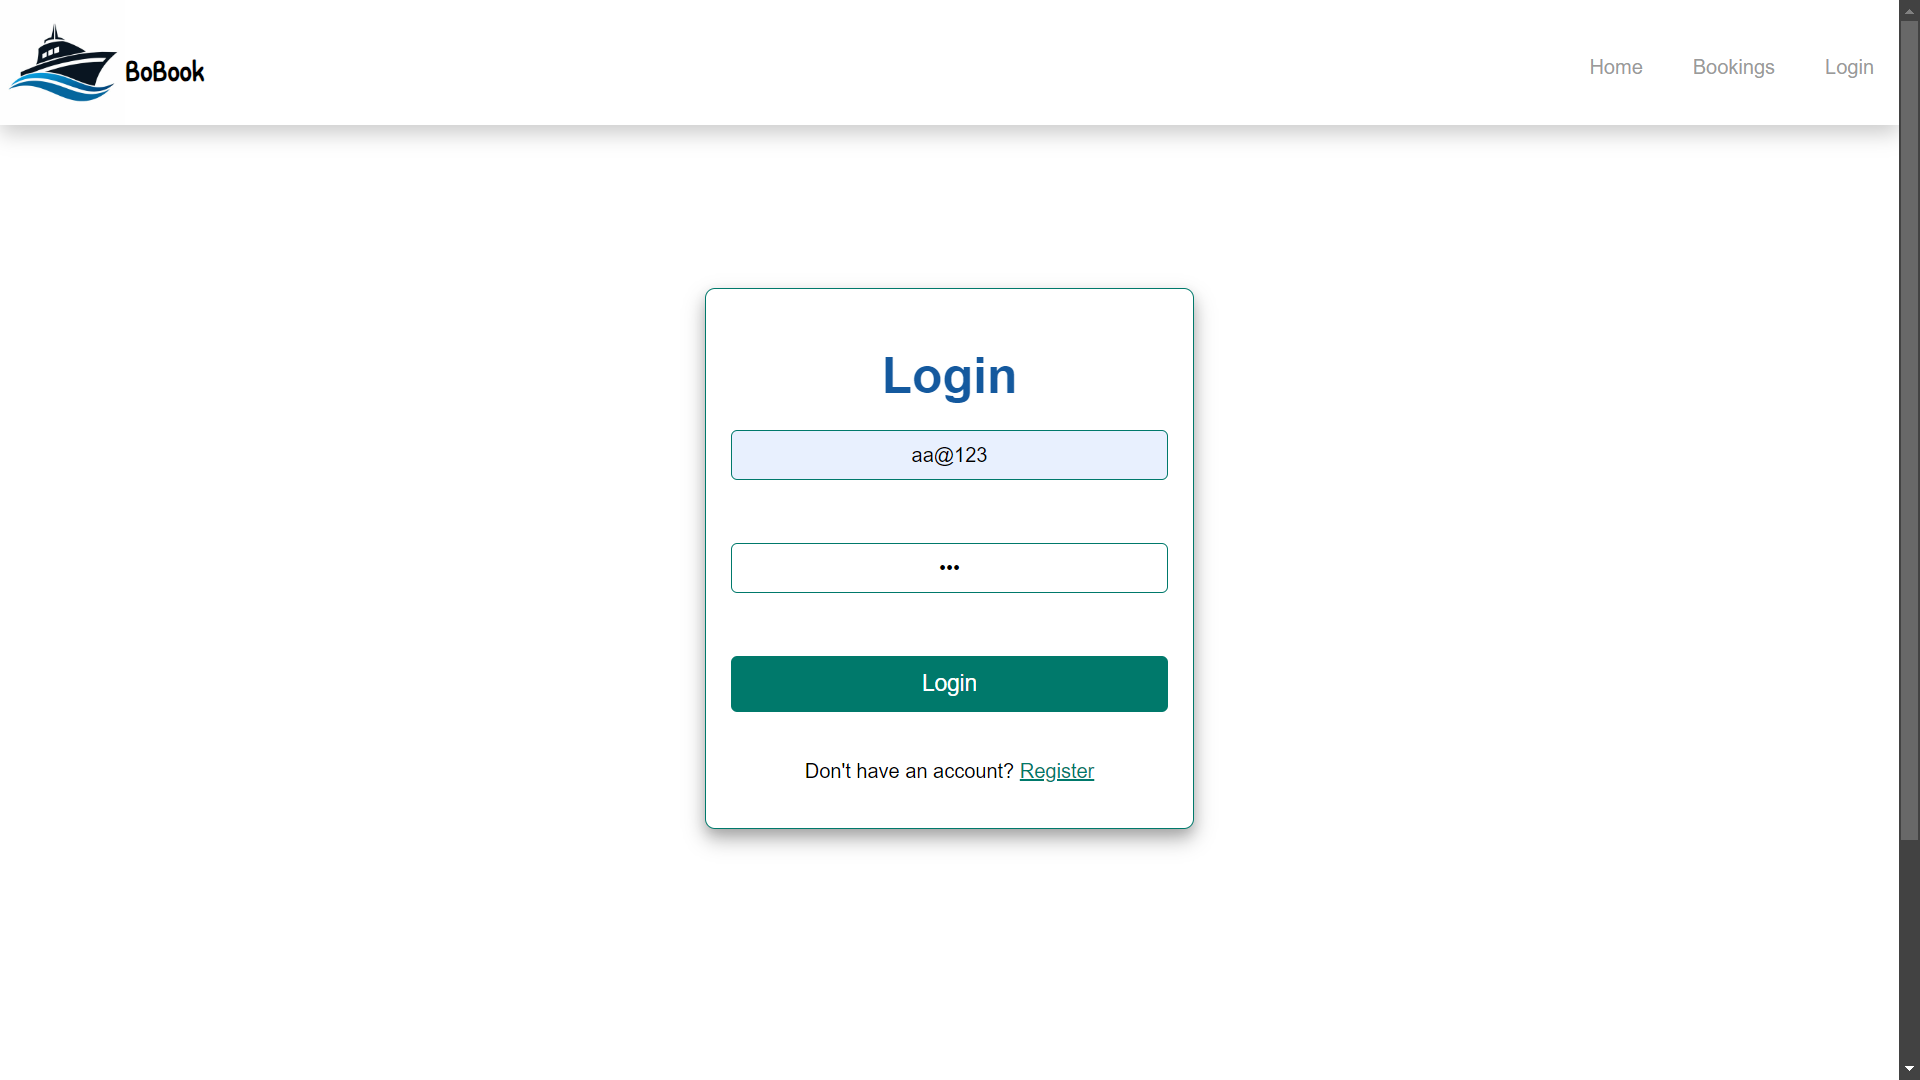 BoBook
Home Bookings Login
Login
aa@123
•••
Login
Don't have an account? Register